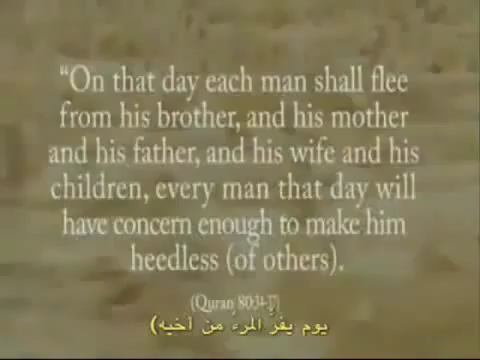 “On that day each man shall flee
from his brother, and his mother
and his father, and his wife and his
children, every man that day will
have concern enough to make him
heedless (of others).
(Quran, 80:34-37)
يوم يفرُّ المرء من أخيه)